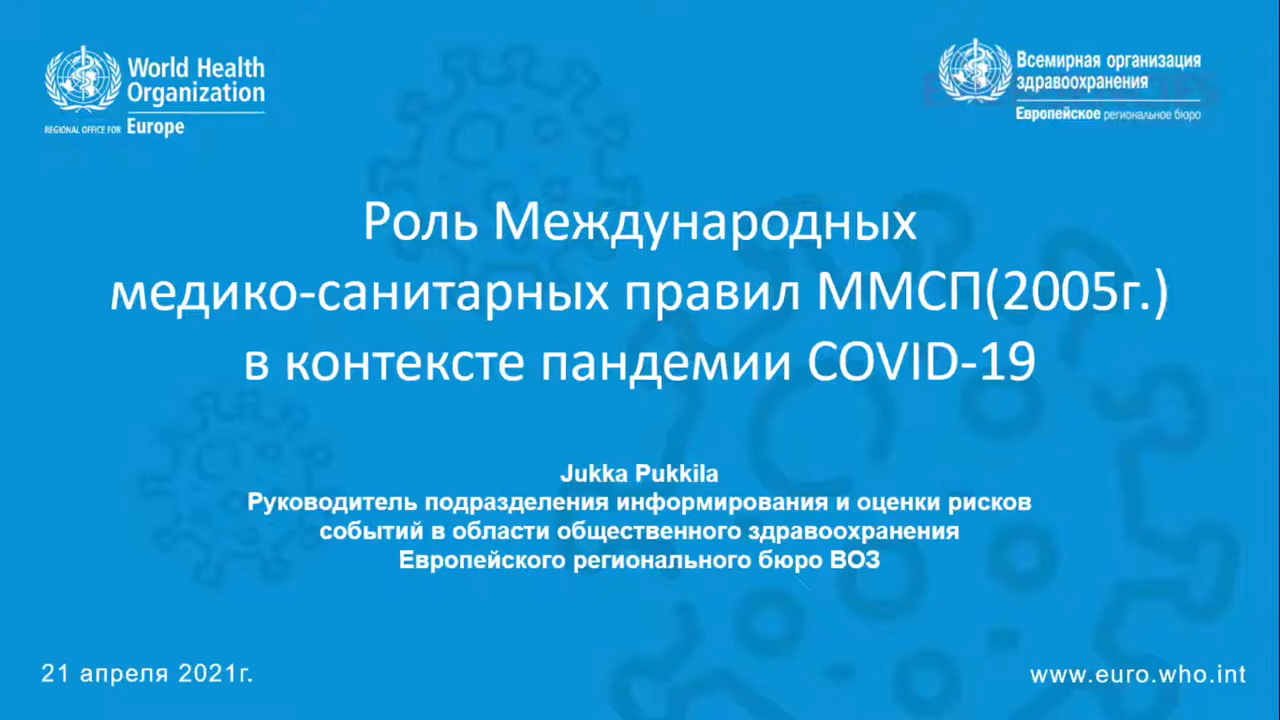 World Health
Organization
REGIONAL OFFICE FOR Europe
Всемирная организация
здравоохранения
Европейское региональное бюро
Роль Международных
медико-санитарных правил ММСП(2005г.)
в контексте пандемии COVID-19
Jukka Pukkila
Руководитель подразделения информирования и оценки рисков
событий в области общественного здравоохранения
Европейского регионального бюро ВОЗ
21 апреля 2021г.
www.euro.who.int